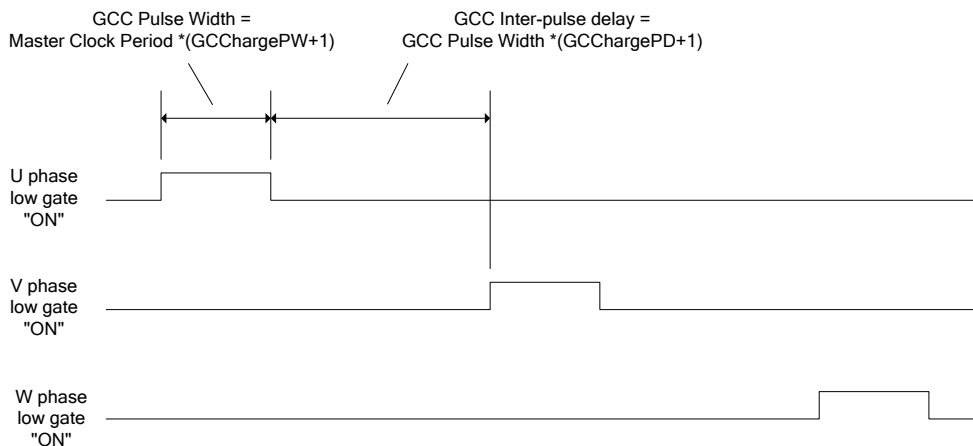 GCC Pulse Width =
Master Clock Period *(GCChargePW+1)
GCC Inter-pulse delay =
GCC Pulse Width *(GCChargePD+1)
U phase
low gate
"ON"
V phase
low gate
"ON"
W phase
low gate
"ON"